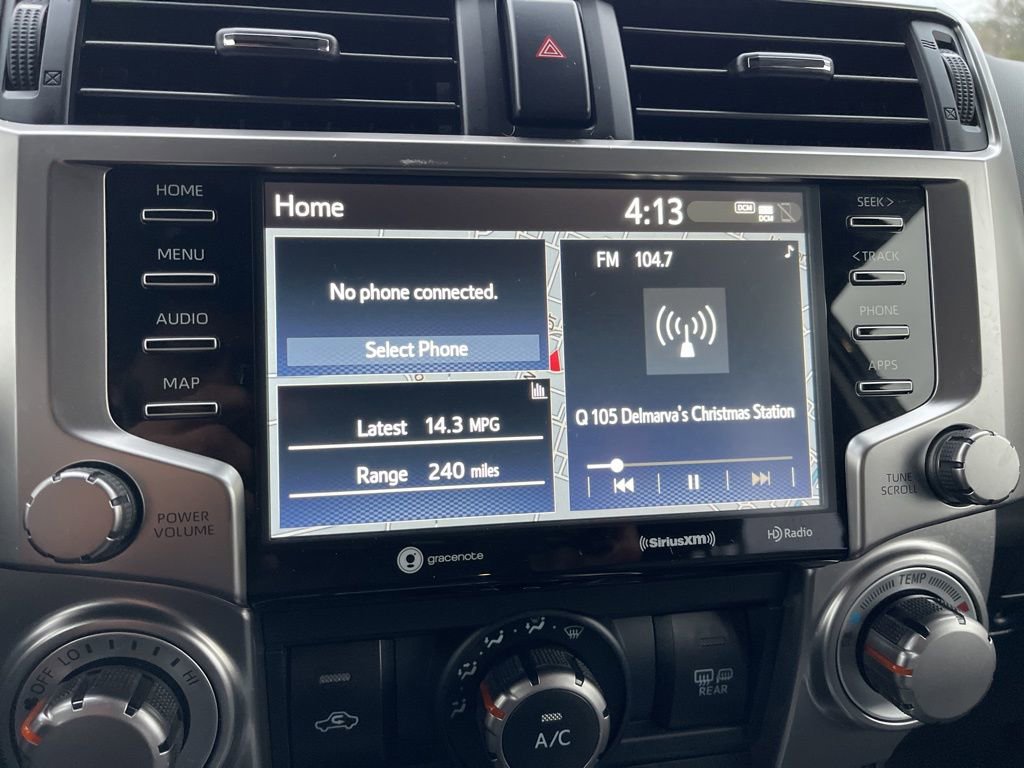 HOME
MENU
AUDIO
MAP
POWER
VOLUME
Home
4:13
DCM
DCM
No phone connected.
Select Phone
Latest 14.3 MPG
Range 240 miles
FM 104.7
Q 105 Delmarva's Christmas Station
gracenote
((SiriusXM))
HD Radio
SEEK >
< TRACK
PHONE
APPS
TUNE
SCROLL
OFF LO HI
A/C
REAR
TEMP